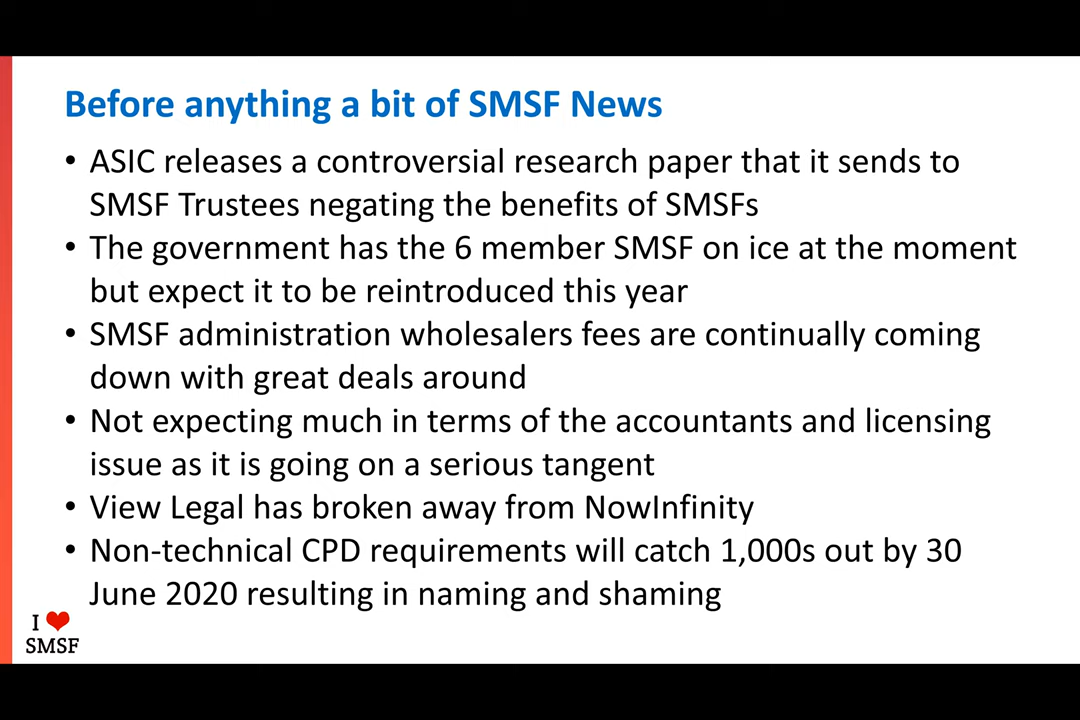 Before anything a bit of SMSF News
• ASIC releases a controversial research paper that it sends to
SMSF Trustees negating the benefits of SMSFs
• The government has the 6 member SMSF on ice at the moment
but expect it to be reintroduced this year
• SMSF administration wholesalers fees are continually coming
down with great deals around
• Not expecting much in terms of the accountants and licensing
issue as it is going on a serious tangent
• View Legal has broken away from NowInfinity
• Non-technical CPD requirements will catch 1,000s out by 30
June 2020 resulting in naming and shaming
I ❤
SMSF